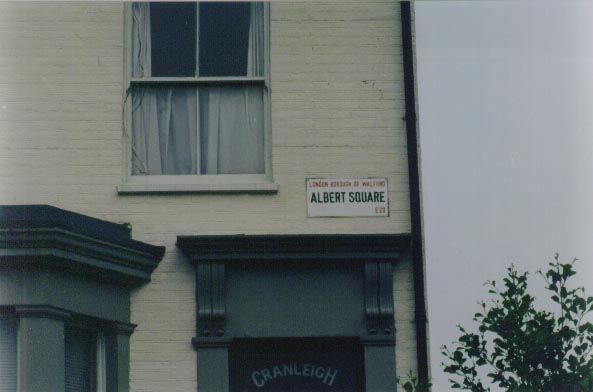 LONDON BOROUGH OF WALFORD
ALBERT SQUARE
E20
CRANLEIGH